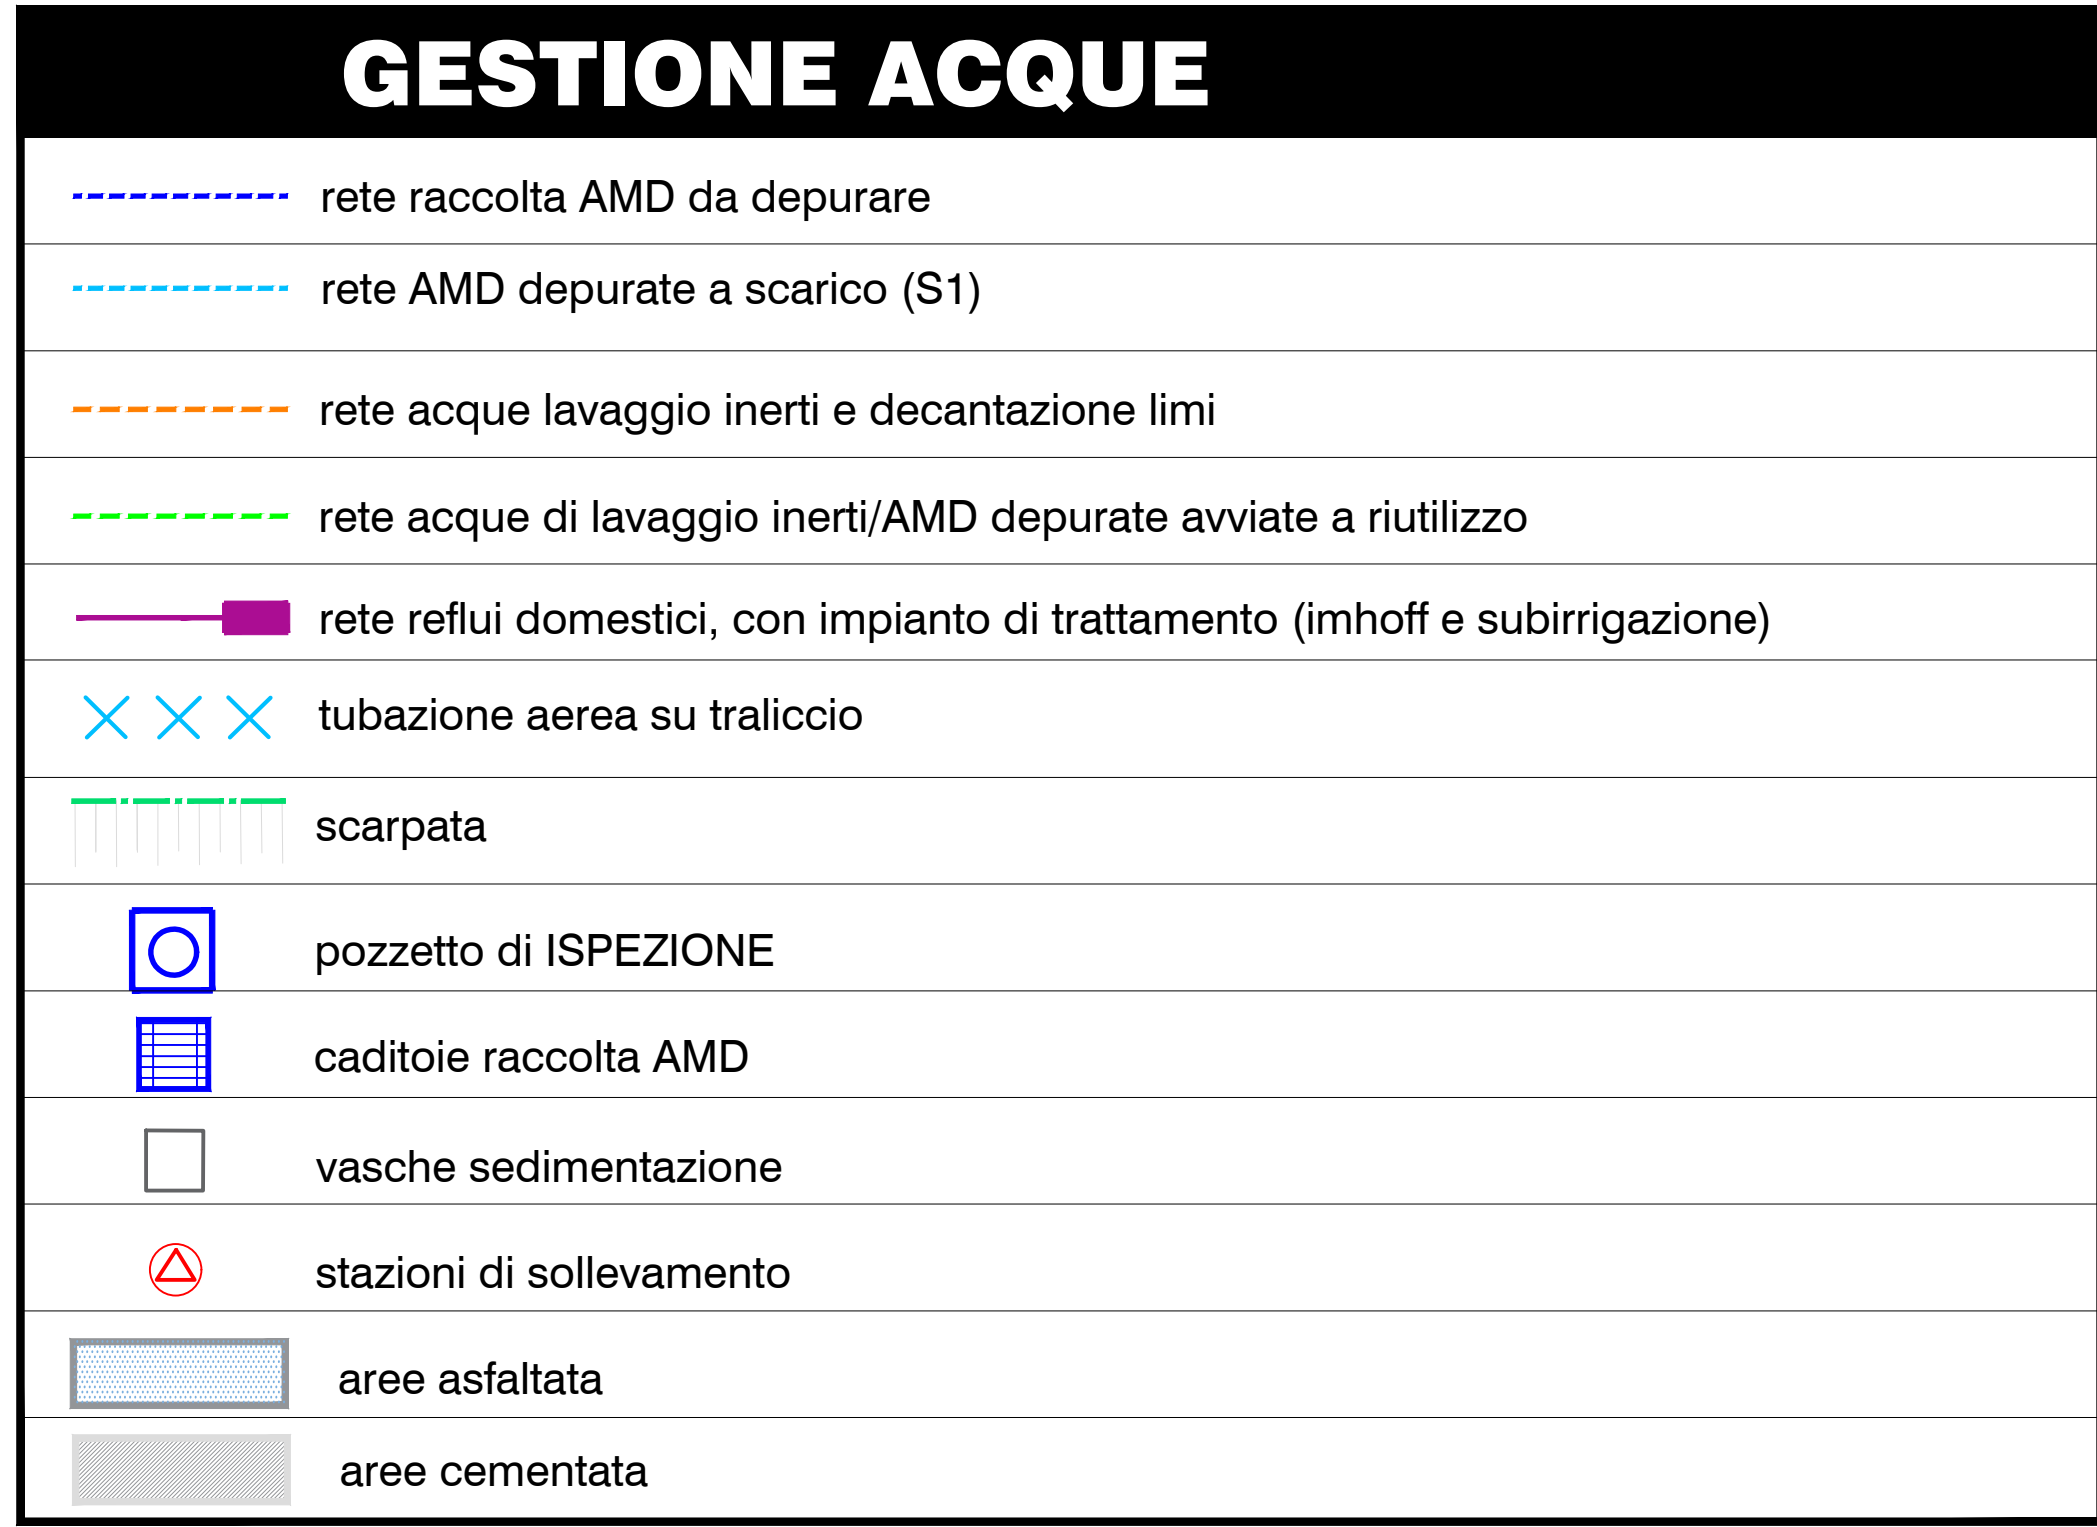 GESTIONE ACQUE
rete raccolta AMD da depurare
rete AMD depurate a scarico (S1)
rete acque lavaggio inerti e decantazione limi
rete acque di lavaggio inerti/AMD depurate avviate a riutilizzo
rete reflui domestici, con impianto di trattamento (imhoff e subirrigazione)
tubazione aerea su traliccio
scarpata
pozzetto di ISPEZIONE
caditoie raccolta AMD
vasche sedimentazione
stazioni di sollevamento
aree asfaltata
aree cementata